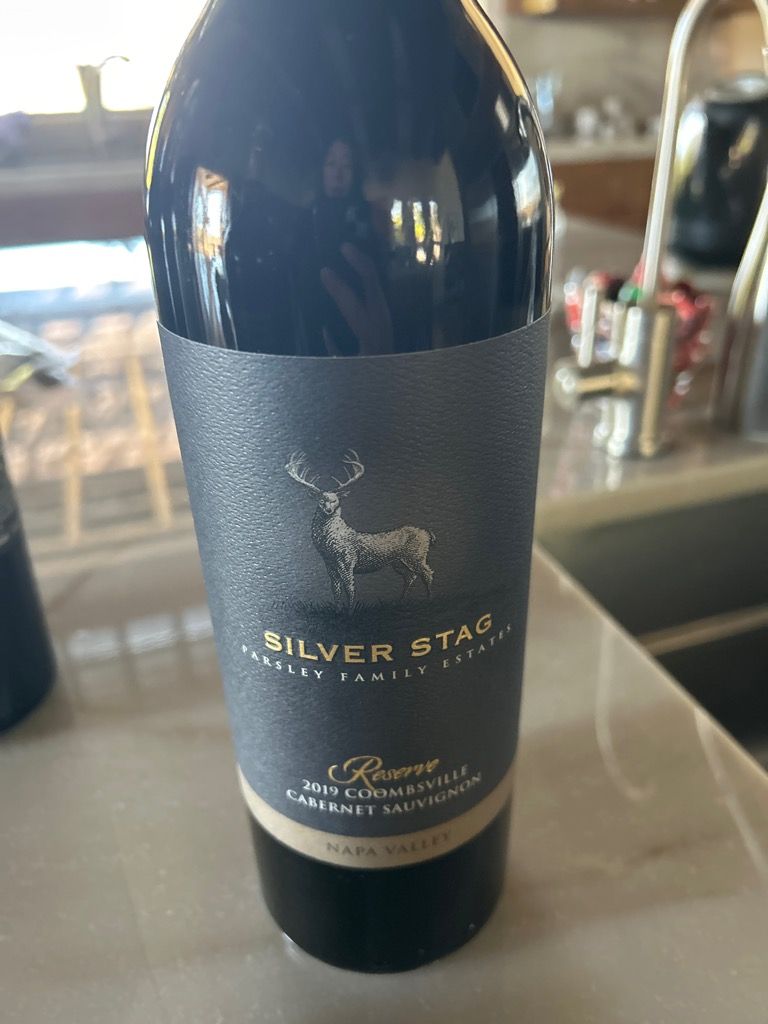 SILVER STAG
PARSLEY FAMILY ESTATES
Reserve
2019 COOMBSVILLE
CABERNET SAUVIGNON
NAPA VALLEY